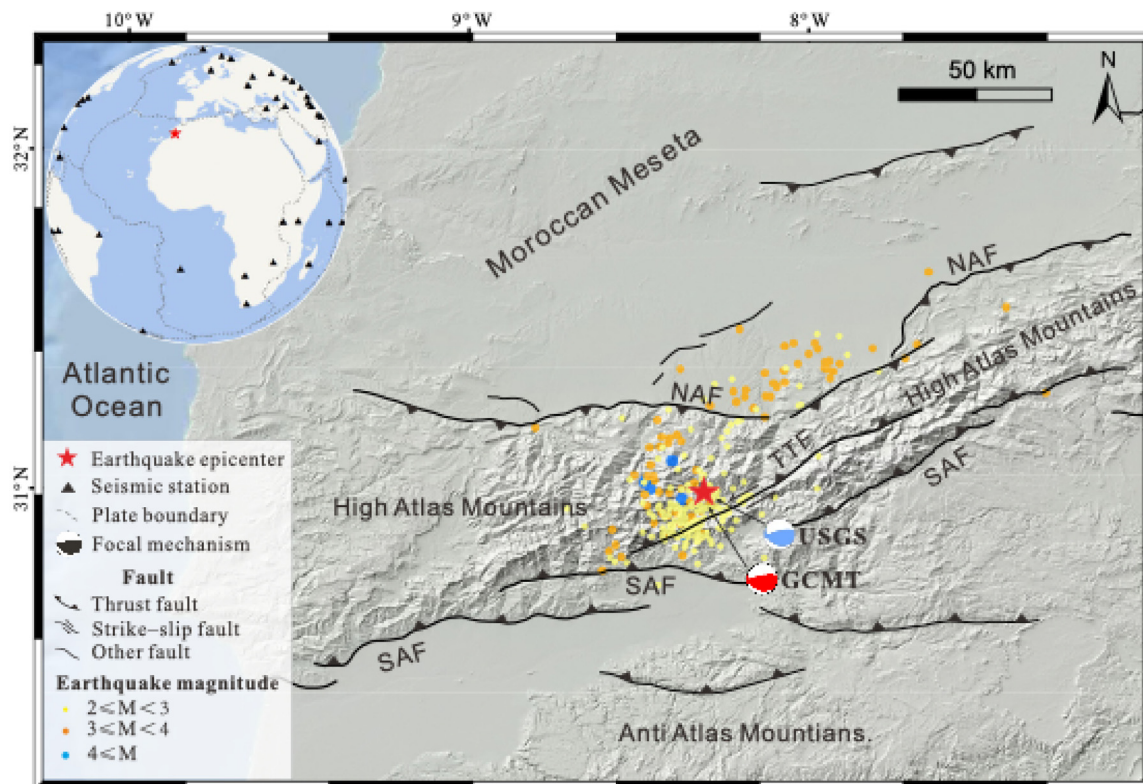 10° W
9° W
8° W
50 km
N
32°N
Moroccan Meseta
NAF
High Atlas Mountains
Atlantic
Ocean
NAF
TTF
SAF
31°N
Earthquake epicenter
Seismic station
Plate boundary
Focal mechanism
Fault
Thrust fault
Strike-slip fault
Other fault
Earthquake magnitude
2≤M<3
3≤M<4
4≤M
High Atlas Mountains
USGS
SAF
GCMT
SAF
Anti Atlas Mountians.